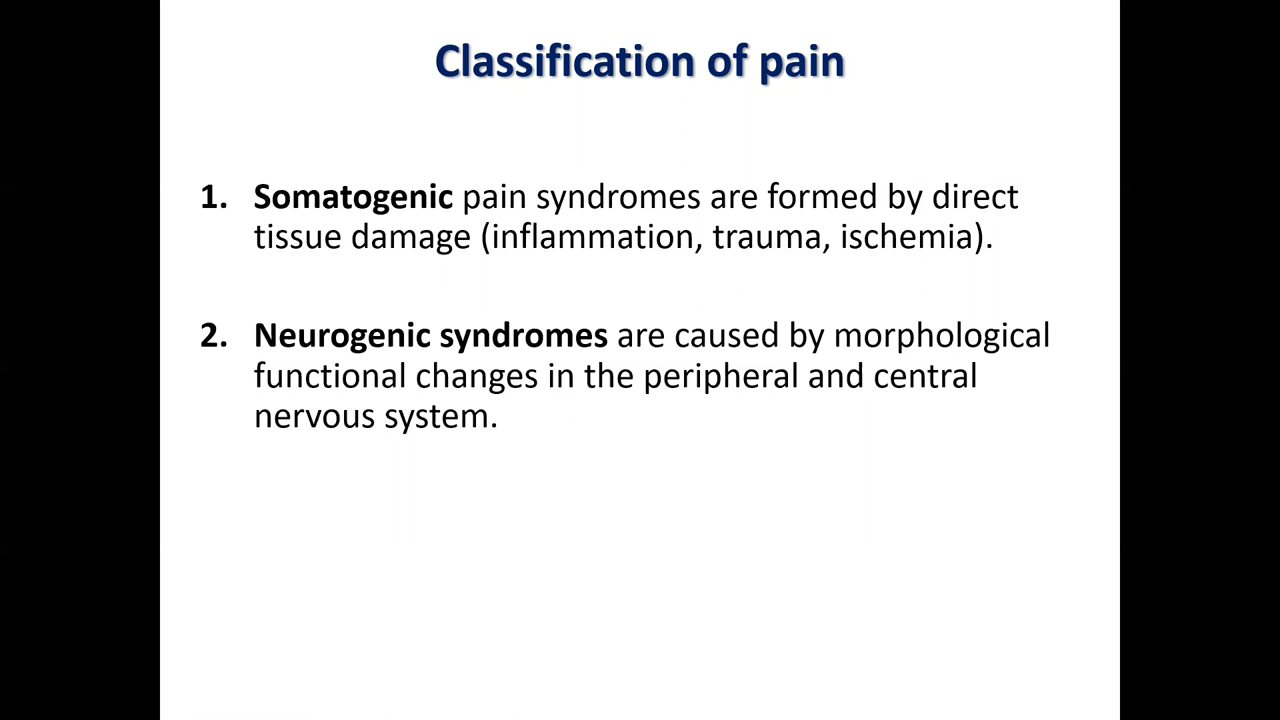 Classification of pain
1. Somatogenic pain syndromes are formed by direct
tissue damage (inflammation, trauma, ischemia).
2. Neurogenic syndromes are caused by morphological
functional changes in the peripheral and central
nervous system.